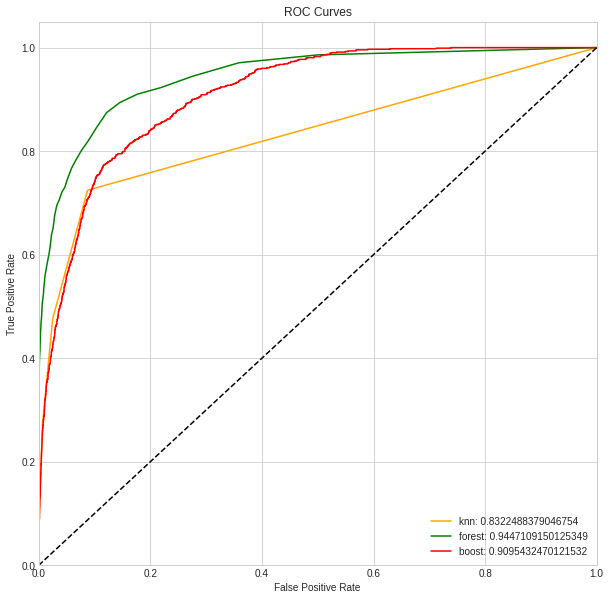 ROC Curves
1.0
0.8
0.6
0.4
0.2
0.0
True Positive Rate
0.0 0.2 0.4 0.6 0.8 1.0
False Positive Rate
knn: 0.8322488379046754
forest: 0.9447109150125349
boost: 0.9095432470121532